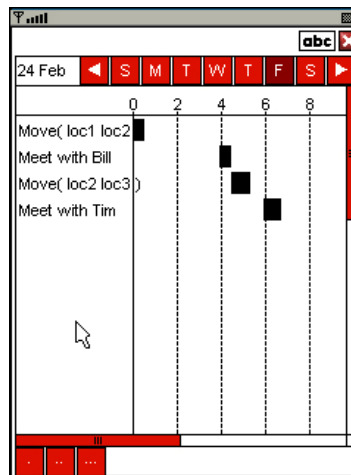 abc
24 Feb S M T W T F S
0 2 4 6 8
Move( loc1 loc2
Meet with Bill
Move( loc2 loc3 )
Meet with Tim
. .. ...